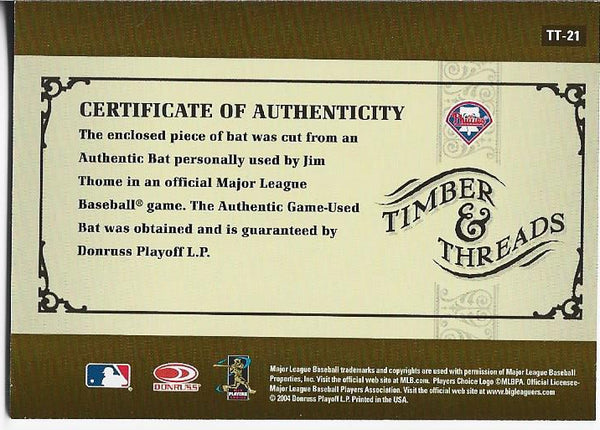 TT-21
CERTIFICATE OF AUTHENTICITY
The enclosed piece of bat was cut from an
Authentic Bat personally used by Jim
Thome in an official Major League
Baseball® game. The Authentic Game-Used
Bat was obtained and is guaranteed by
Donruss Playoff L.P.
Phillies
TIMBER
&
THREADS
DONRUSS
PLAYERS
Major League Baseball trademarks and copyrights are used with permission of Major League Baseball
Properties, Inc. Visit the official web site at MLB.com. Players Choice Logo ©MLBPA. Official Licensee-
Major League Baseball Players Association. Visit the official web site at www.bigleaguers.com.
© 2004 Donruss Playoff L.P. Printed in the USA.